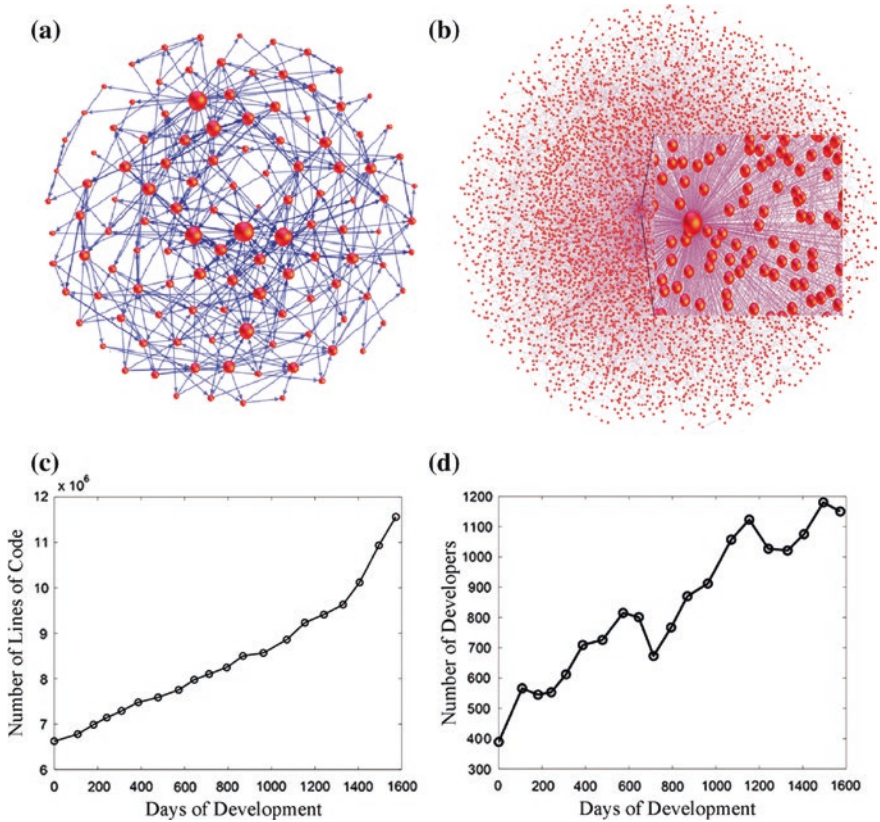 (a)
(b)
(c)
x 10^6
12
11
10
9
8
7
6
0 200 400 600 800 1000 1200 1400 1600
Number of Lines of Code
Days of Development
(d)
1200
1100
1000
900
800
700
600
500
400
300
0 200 400 600 800 1000 1200 1400 1600
Number of Developers
Days of Development